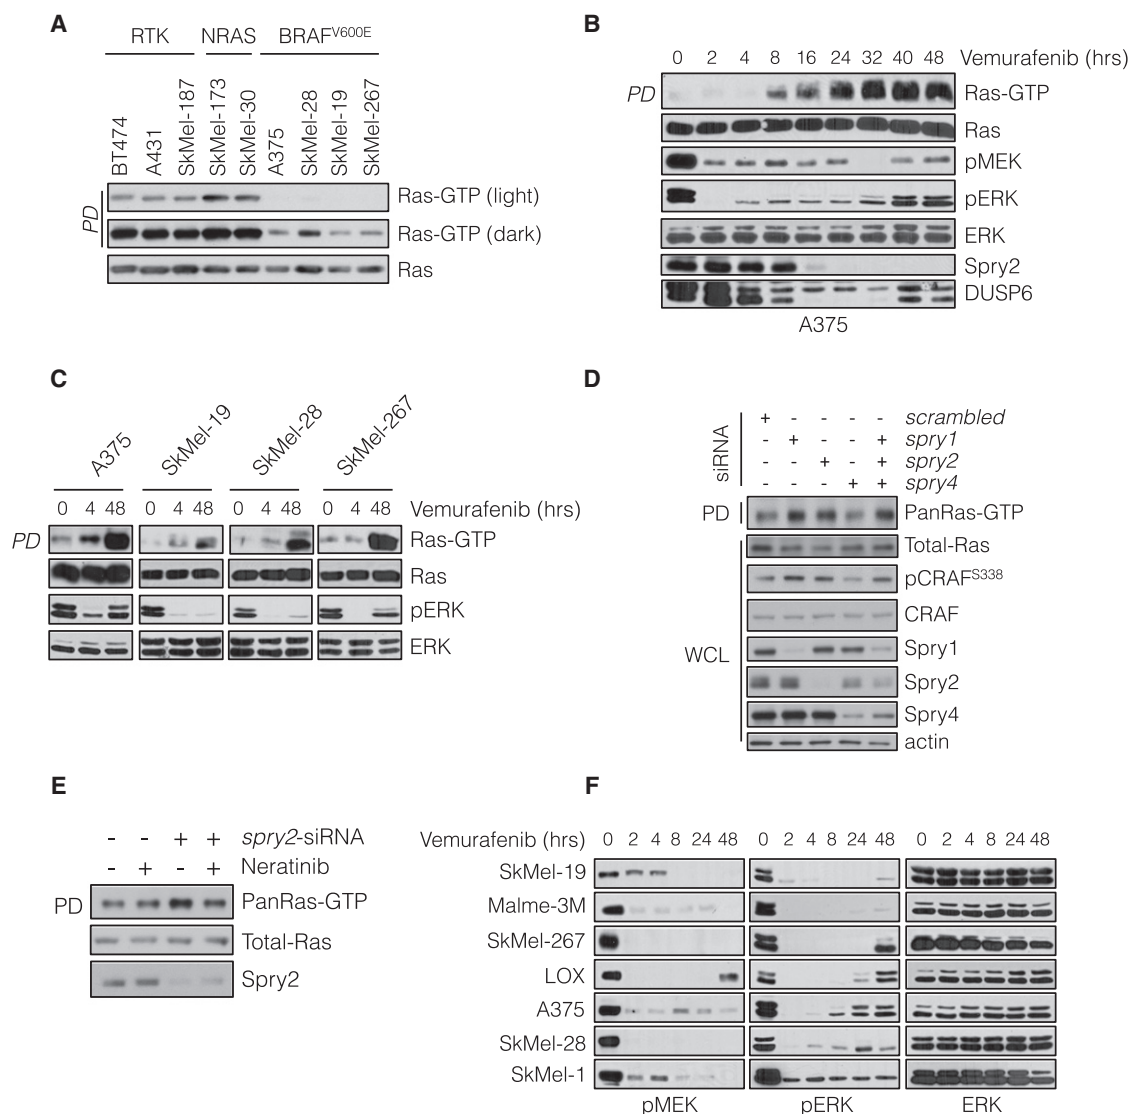 A
RTK NRAS BRAFV600E
BT474 A431 SkMel-187 SkMel-173 SkMel-30 A375 SkMel-28 SkMel-19 SkMel-267
PD
Ras-GTP (light)
Ras-GTP (dark)
Ras
B
0 2 4 8 16 24 32 40 48 Vemurafenib (hrs)
PD Ras-GTP
Ras
pMEK
pERK
ERK
Spry2
DUSP6
A375
C
A375 SkMel-19 SkMel-28 SkMel-267
0 4 48 0 4 48 0 4 48 0 4 48 Vemurafenib (hrs)
PD Ras-GTP
Ras
pERK
ERK
D
siRNA
+ - - - - scrambled
- + - - + spry1
- - + - + spry2
- - - + + spry4
PD PanRas-GTP
WCL
Total-Ras
pCRAFS338
CRAF
Spry1
Spry2
Spry4
actin
E
- - + + spry2-siRNA
- + - + Neratinib
PD PanRas-GTP
Total-Ras
Spry2
F
Vemurafenib (hrs) 0 2 4 8 24 48 0 2 4 8 24 48 0 2 4 8 24 48
SkMel-19
Malme-3M
SkMel-267
LOX
A375
SkMel-28
SkMel-1
pMEK pERK ERK